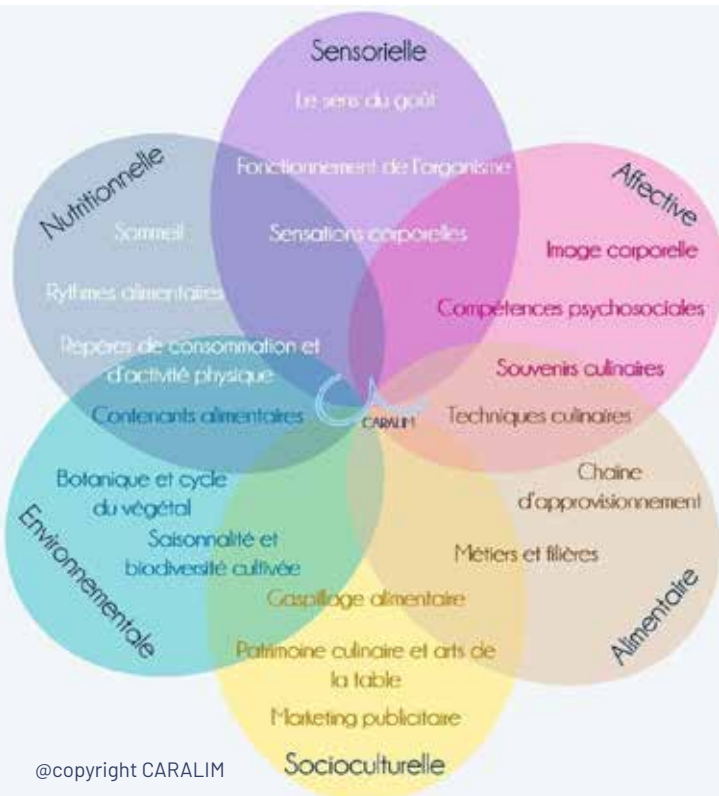 Sensorielle
Le sens du goût
Fonctionnement de l'organisme
Sensations corporelles
Affective
Image corporelle
Compétences psychosociales
Souvenirs culinaires
Techniques culinaires
Chaîne
d'approvisionnement
Métiers et filières
Alimentaire
Gaspillage alimentaire
Patrimoine culinaire et arts de
la table
Marketing publicitaire
Socioculturelle
Contenants alimentaires
Botanique et cycle
du végétal
Saisonnalité et
biodiversité cultivée
Environnementale
Nutritionnelle
Sommeil
Rythmes alimentaires
Repères de consommation et
d'activité physique
CARALIM
@copyright CARALIM